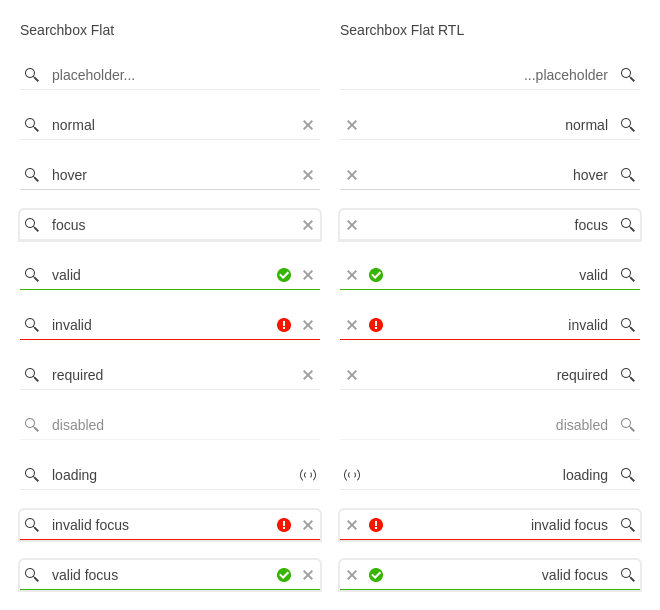 Searchbox Flat Searchbox Flat RTL
placeholder... ...placeholder
normal normal
hover hover
focus focus
valid valid
invalid invalid
required required
disabled disabled
loading loading
invalid focus invalid focus
valid focus valid focus